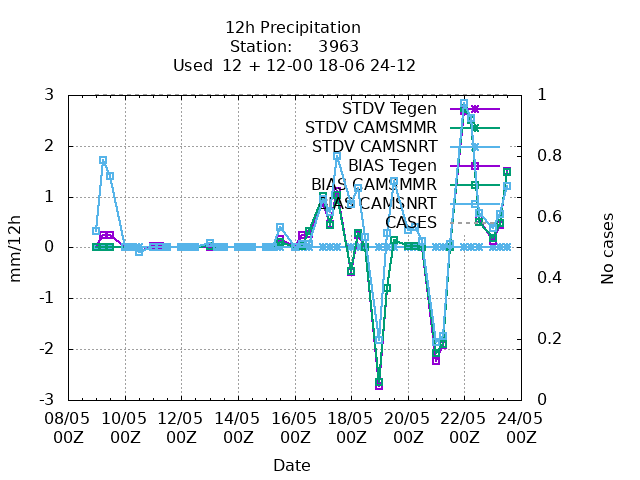 12h Precipitation
Station: 3963
Used 12 + 12-00 18-06 24-12
STDV Tegen
STDV CAMSMMR
STDV CAMSNRT
BIAS Tegen
BIAS CAMSMMR
BIAS CAMSNRT
CASES
3
2
1
0
-1
-2
-3
1
0.8
0.6
0.4
0.2
0
mm/12h
No cases
08/05 10/05 12/05 14/05 16/05 18/05 20/05 22/05 24/05
00Z 00Z 00Z 00Z 00Z 00Z 00Z 00Z 00Z
Date